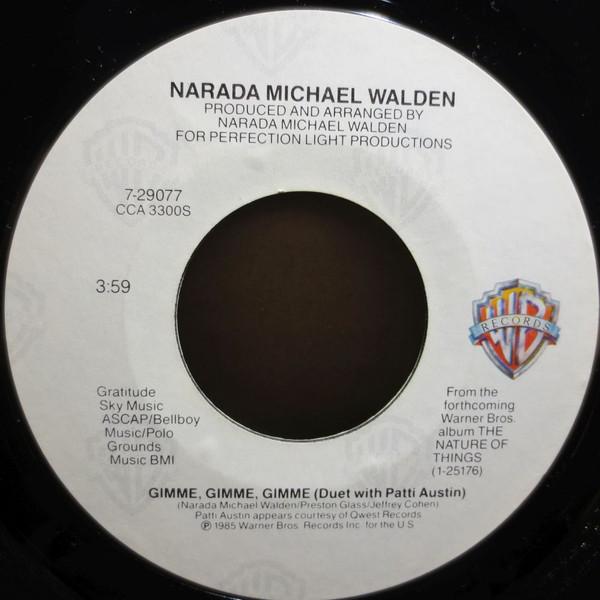 NARADA MICHAEL WALDEN
PRODUCED AND ARRANGED BY
NARADA MICHAEL WALDEN
FOR PERFECTION LIGHT PRODUCTIONS
7-29077
CCA 3300S
3:59
WB
RECORDS
Gratitude
Sky Music
ASCAP/Bellboy
Music/Polo
Grounds
Music BMI
From the
forthcoming
Warner Bros.
album THE
NATURE OF
THINGS
(1-25176)
GIMME, GIMME, GIMME (Duet with Patti Austin)
(Narada Michael Walden/Preston Glass/Jeffrey Cohen)
Patti Austin appears courtesy of Qwest Records
℗ 1985 Warner Bros. Records Inc. for the U S